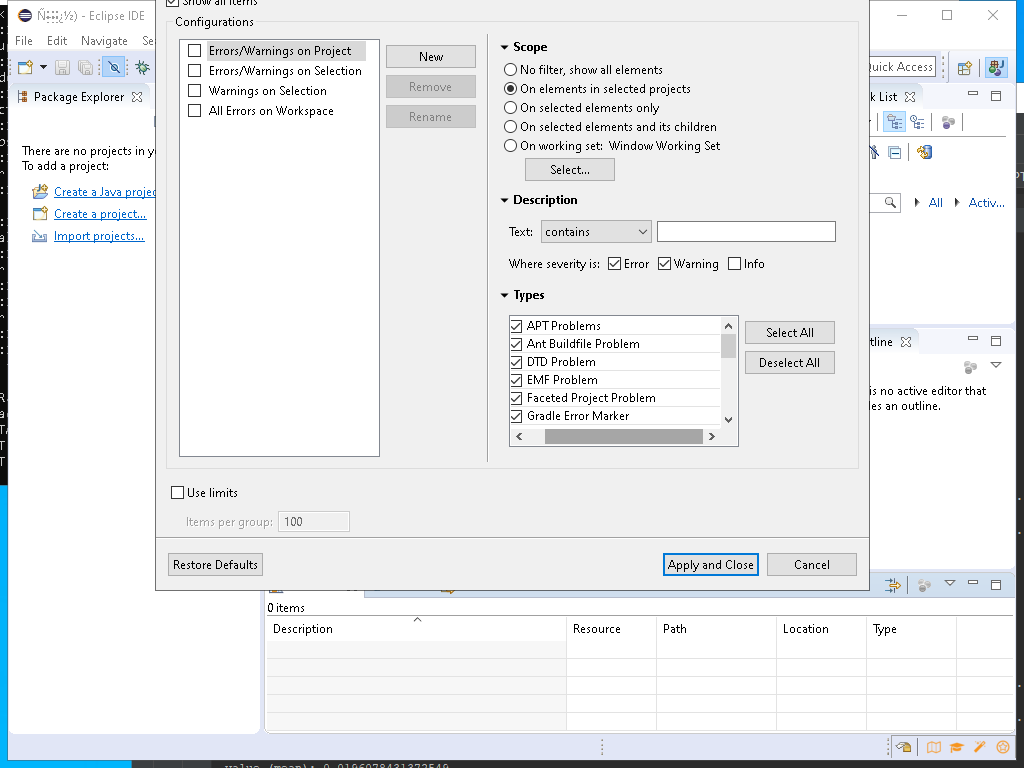 - Eclipse IDE
Show all items
File Edit Navigate Se
Configurations
Errors/Warnings on Project
Errors/Warnings on Selection
Warnings on Selection
All Errors on Workspace
New
Remove
Rename
Scope
No filter, show all elements
On elements in selected projects
On selected elements only
On selected elements and its children
On working set: Window Working Set
Select...
Description
Text: contains
Where severity is: Error Warning Info
Types
APT Problems
Ant Buildfile Problem
DTD Problem
EMF Problem
Faceted Project Problem
Gradle Error Marker
Select All
Deselect All
Use limits
Items per group: 100
Restore Defaults
Apply and Close
Cancel
Quick Access
Package Explorer
k List
There are no projects in y
To add a project:
Create a Java projec
Create a project...
Import projects...
All Activ...
tline
is no active editor that
es an outline.
0 items
Description Resource Path Location Type
value (mean): 0.0196078431372549